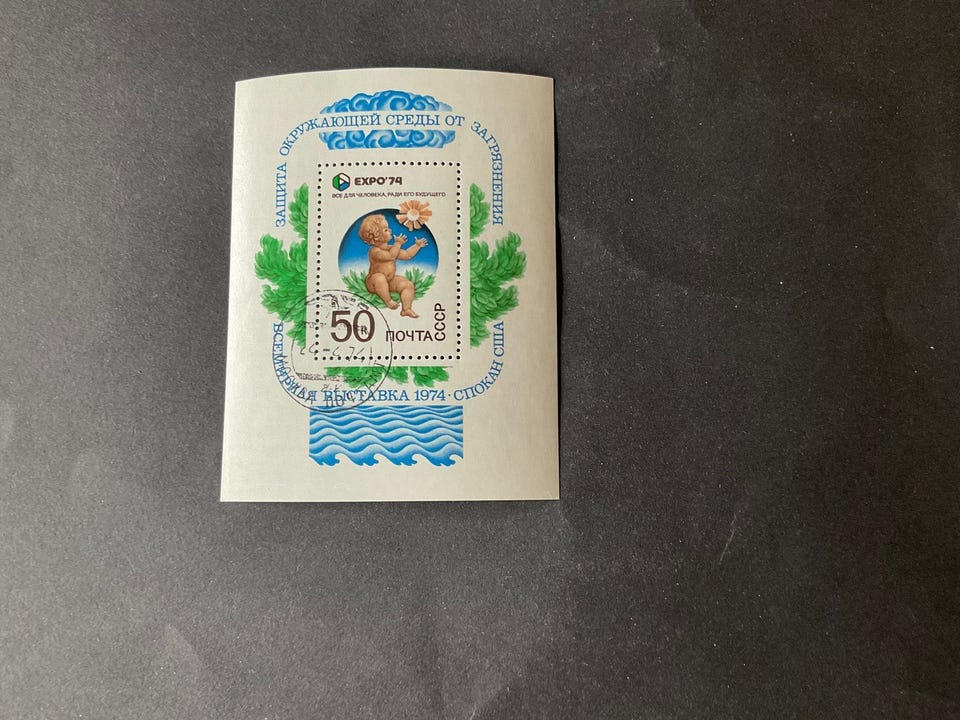 ЗАЩИТА ОКРУЖАЮЩЕЙ СРЕДЫ ОТ ЗАГРЯЗНЕНИЯ
EXPO'74
ВСЕ ДЛЯ ЧЕЛОВЕКА, РАДИ ЕГО БУДУЩЕГО
50
ПОЧТА СССР
ВСЕМИРНАЯ ВЫСТАВКА 1974 · СПОКАН США